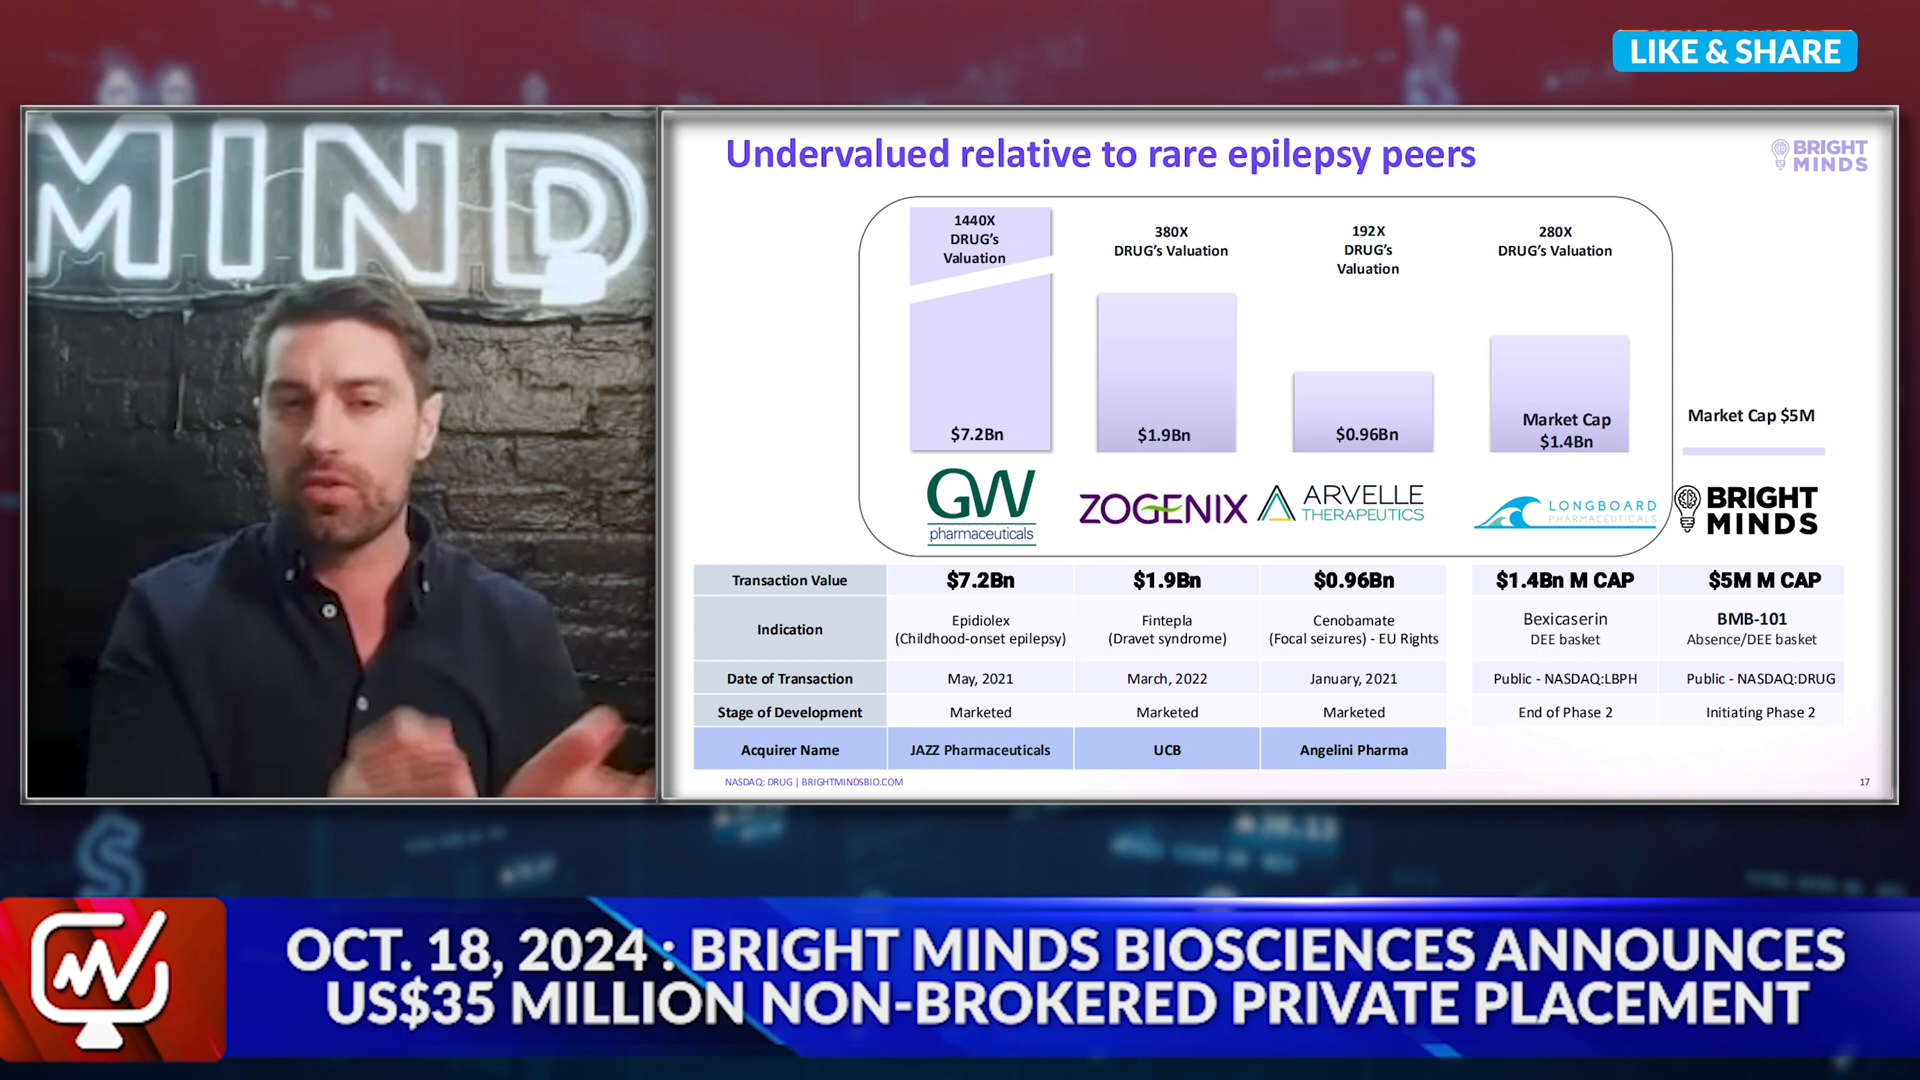 LIKE & SHARE
MIND
Undervalued relative to rare epilepsy peers
BRIGHT
MINDS
1440X
DRUG's
Valuation
380X
DRUG's Valuation
192X
DRUG's
Valuation
280X
DRUG's Valuation
$7.2Bn
$1.9Bn
$0.96Bn
Market Cap
$1.4Bn
Market Cap $5M
GW
pharmaceuticals
ZOGENIX
ARVELLE
THERAPEUTICS
LONGBOARD
PHARMACEUTICALS
BRIGHT
MINDS
Transaction Value $7.2Bn $1.9Bn $0.96Bn $1.4Bn M CAP $5M M CAP
Indication
Epidiolex
(Childhood-onset epilepsy)
Fintepla
(Dravet syndrome)
Cenobamate
(Focal seizures) - EU Rights
Bexicaserin
DEE basket
BMB-101
Absence/DEE basket
Date of Transaction May, 2021 March, 2022 January, 2021 Public - NASDAQ:LBPH Public - NASDAQ:DRUG
Stage of Development Marketed Marketed Marketed End of Phase 2 Initiating Phase 2
Acquirer Name JAZZ Pharmaceuticals UCB Angelini Pharma
NASDAQ: DRUG | BRIGHTMINDSBIO.COM
17
OCT. 18, 2024 : BRIGHT MINDS BIOSCIENCES ANNOUNCES
US$35 MILLION NON-BROKERED PRIVATE PLACEMENT